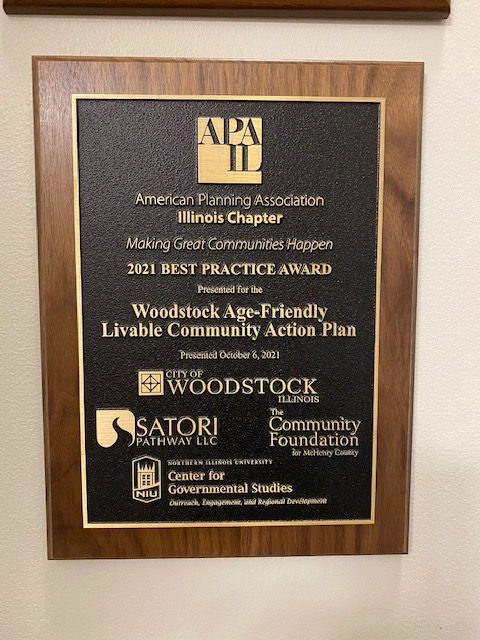 APA
IL
American Planning Association
Illinois Chapter
Making Great Communities Happen
2021 BEST PRACTICE AWARD
Presented for the
Woodstock Age-Friendly
Livable Community Action Plan
Presented October 6, 2021
CITY OF
WOODSTOCK
ILLINOIS
SATORI
PATHWAY LLC
The
Community
Foundation
for McHenry County
NORTHERN ILLINOIS UNIVERSITY
Center for
Governmental Studies
NIU
Outreach, Engagement, and Regional Development